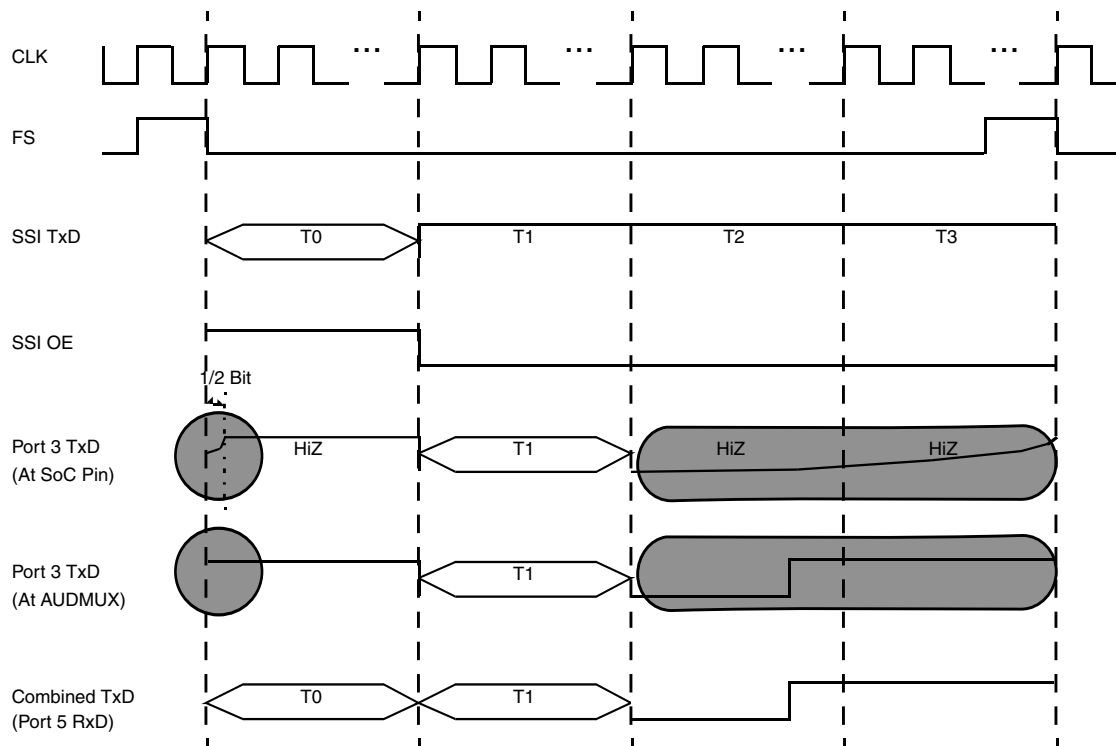 CLK
... ... ... ...
FS
SSI TxD
T0 T1 T2 T3
SSI OE
1/2 Bit
Port 3 TxD
(At SoC Pin)
HiZ T1 HiZ HiZ
Port 3 TxD
(At AUDMUX)
T1
Combined TxD
(Port 5 RxD)
T0 T1